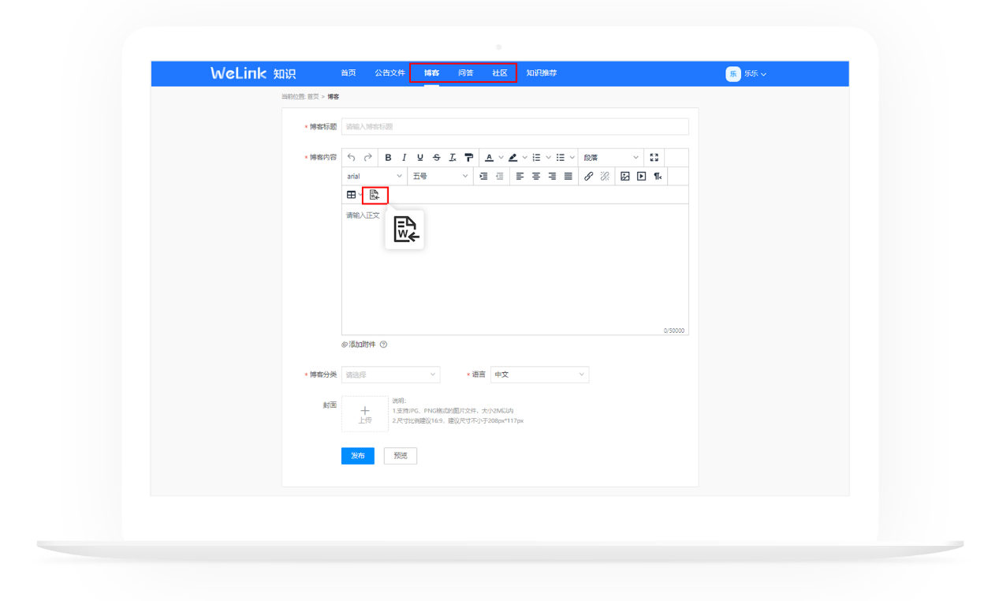 WeLink 知识 首页 公告文件 博客 问答 社区 知识推荐 乐 乐乐
当前位置: 首页 > 博客
* 博客标题 请输入博客标题
* 博客内容 B I U S Ix A 段落
arial 五号
W
请输入正文
W
0/50000
添加附件
* 博客分类 请选择 * 语言 中文
封面 说明:
1.支持JPG、PNG格式的图片文件，大小2M以内
上传 2.尺寸比例建议16:9，建议尺寸不小于208px*117px
发布 预览